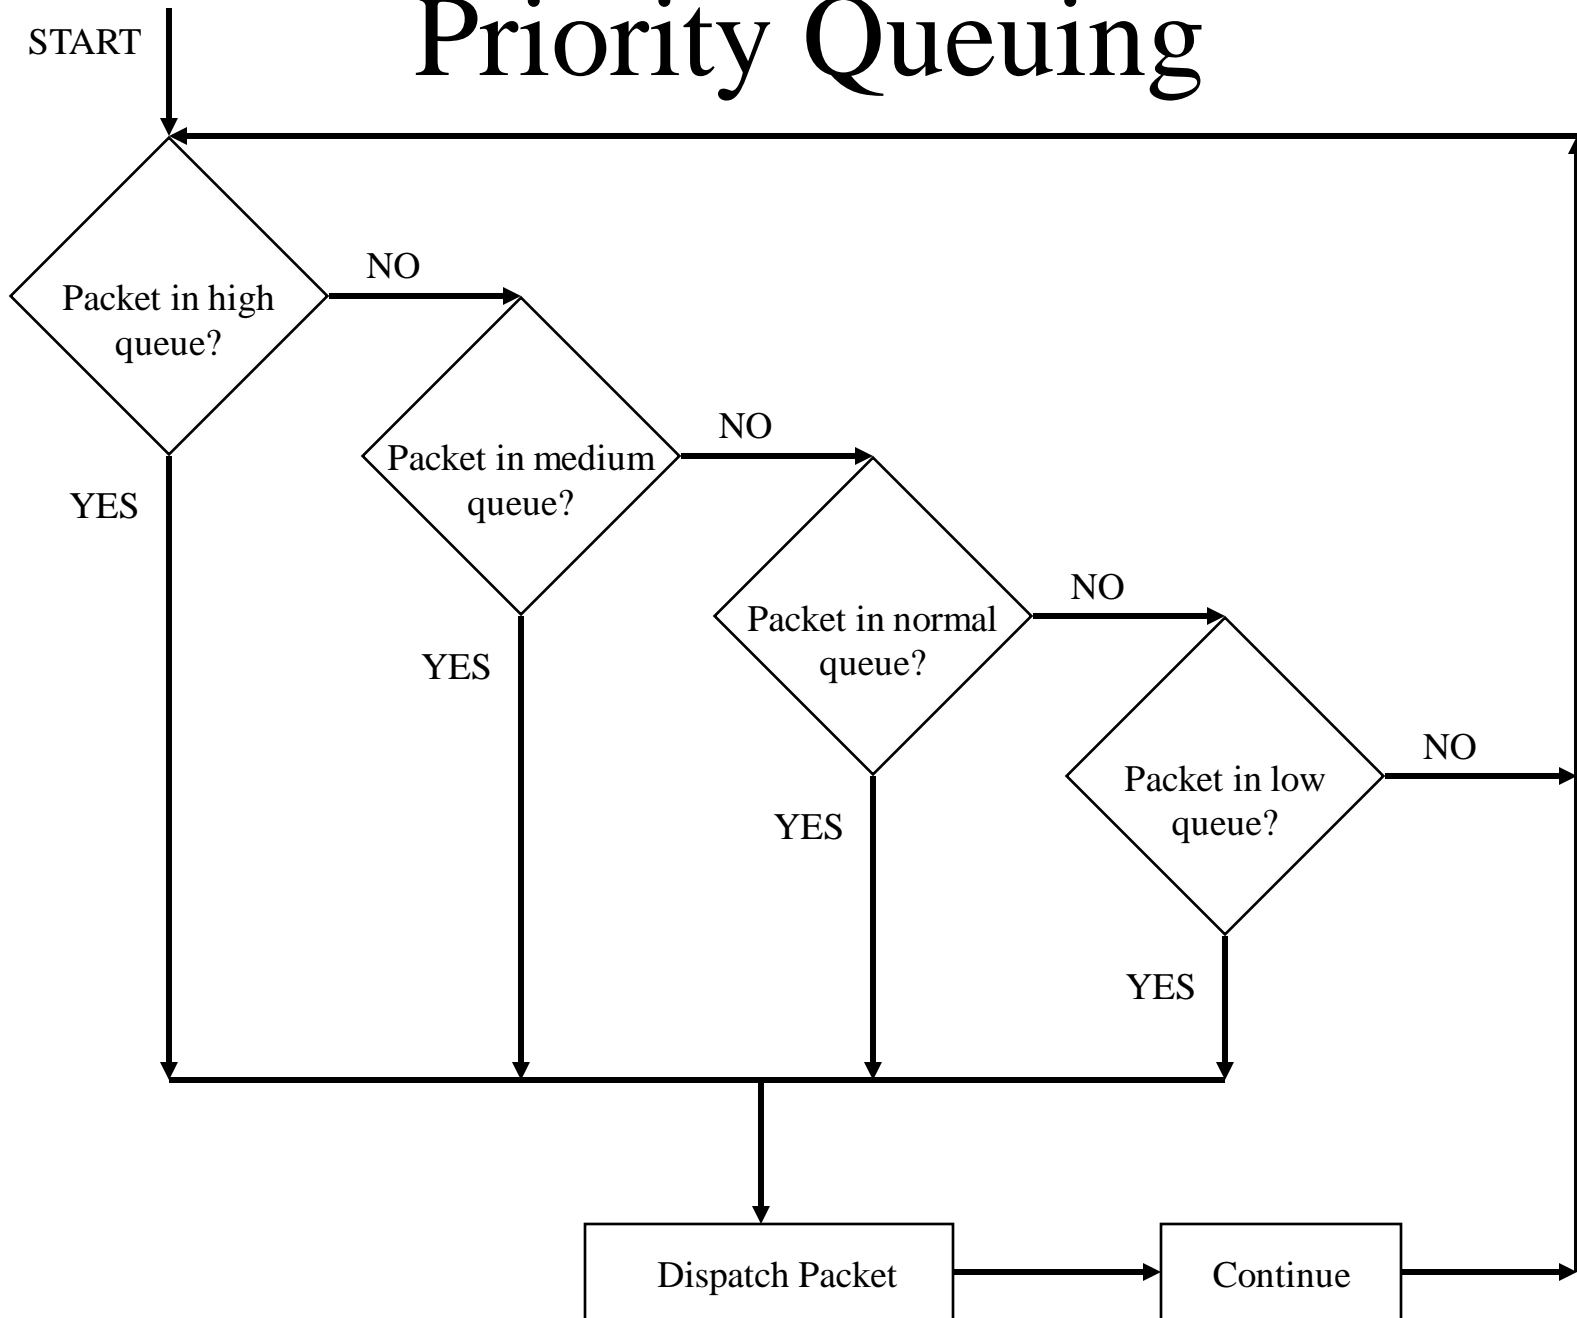 Priority Queuing
START
NO
Packet in high
queue?
NO
Packet in medium
queue?
YES
NO
Packet in normal
queue?
YES
NO
Packet in low
queue?
YES
YES
Dispatch Packet
Continue